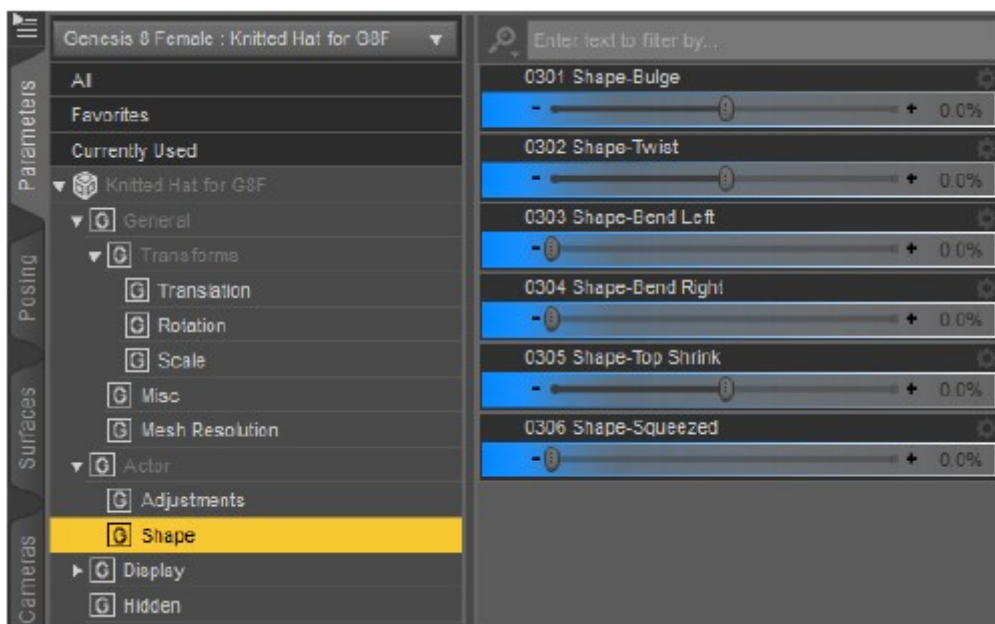 Genesis 8 Female : Knitted Hat for G8F
All
Favorites
Currently Used
Knitted Hat for G8F
G General
G Transforms
G Translation
G Rotation
G Scale
G Misc
G Mesh Resolution
G Actor
G Adjustments
G Shape
G Display
G Hidden
Parameters
Posing
Surfaces
Cameras
Enter text to filter by...
0301 Shape-Bulge
- + 0.0%
0302 Shape-Twist
- + 0.0%
0303 Shape-Bend Left
- + 0.0%
0304 Shape-Bend Right
- + 0.0%
0305 Shape-Top Shrink
- + 0.0%
0306 Shape-Squeezed
- + 0.0%